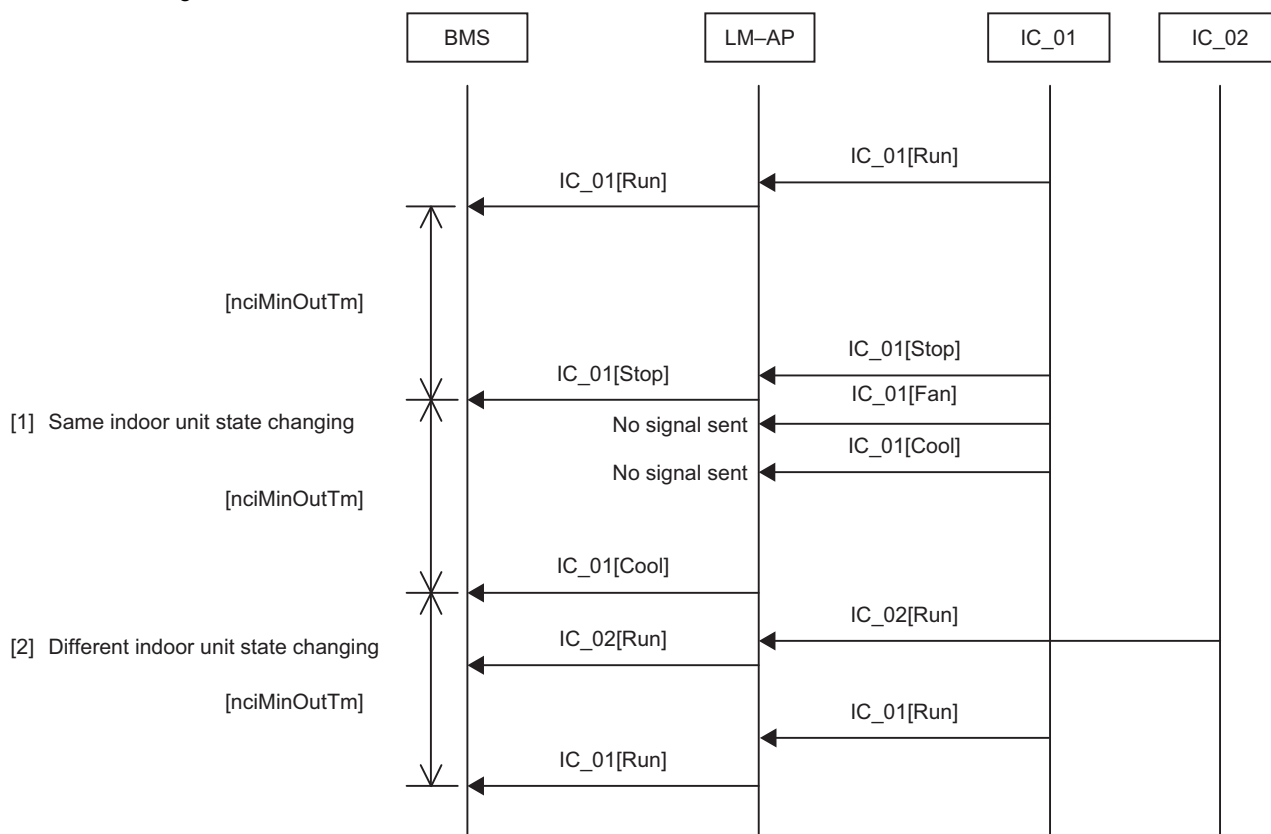 BMS
LM–AP
IC_01
IC_02
IC_01[Run]
IC_01[Run]
[nciMinOutTm]
IC_01[Stop]
IC_01[Stop]
IC_01[Fan]
[1] Same indoor unit state changing
No signal sent
IC_01[Cool]
No signal sent
[nciMinOutTm]
IC_01[Cool]
IC_02[Run]
[2] Different indoor unit state changing
IC_02[Run]
[nciMinOutTm]
IC_01[Run]
IC_01[Run]